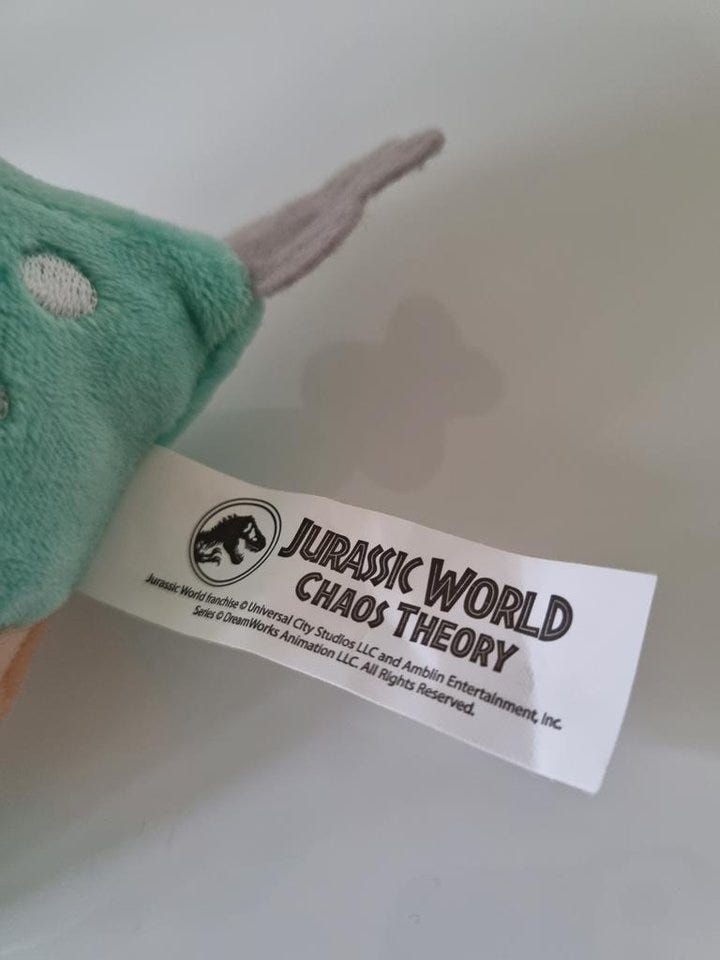 JURASSIC WORLD
CHAOS THEORY
Jurassic World franchise © Universal City Studios LLC and Amblin Entertainment, Inc.
Series © DreamWorks Animation LLC. All Rights Reserved.